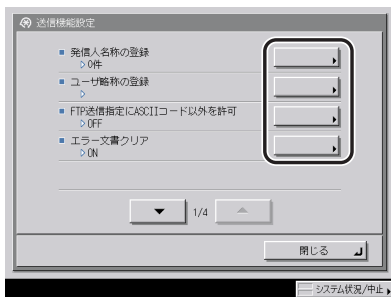 送信機能設定
発信人名称の登録
0件
ユーザ略称の登録
FTP送信指定にASCIIコード以外を許可
OFF
エラー文書クリア
ON
1/4
閉じる
システム状況/中止